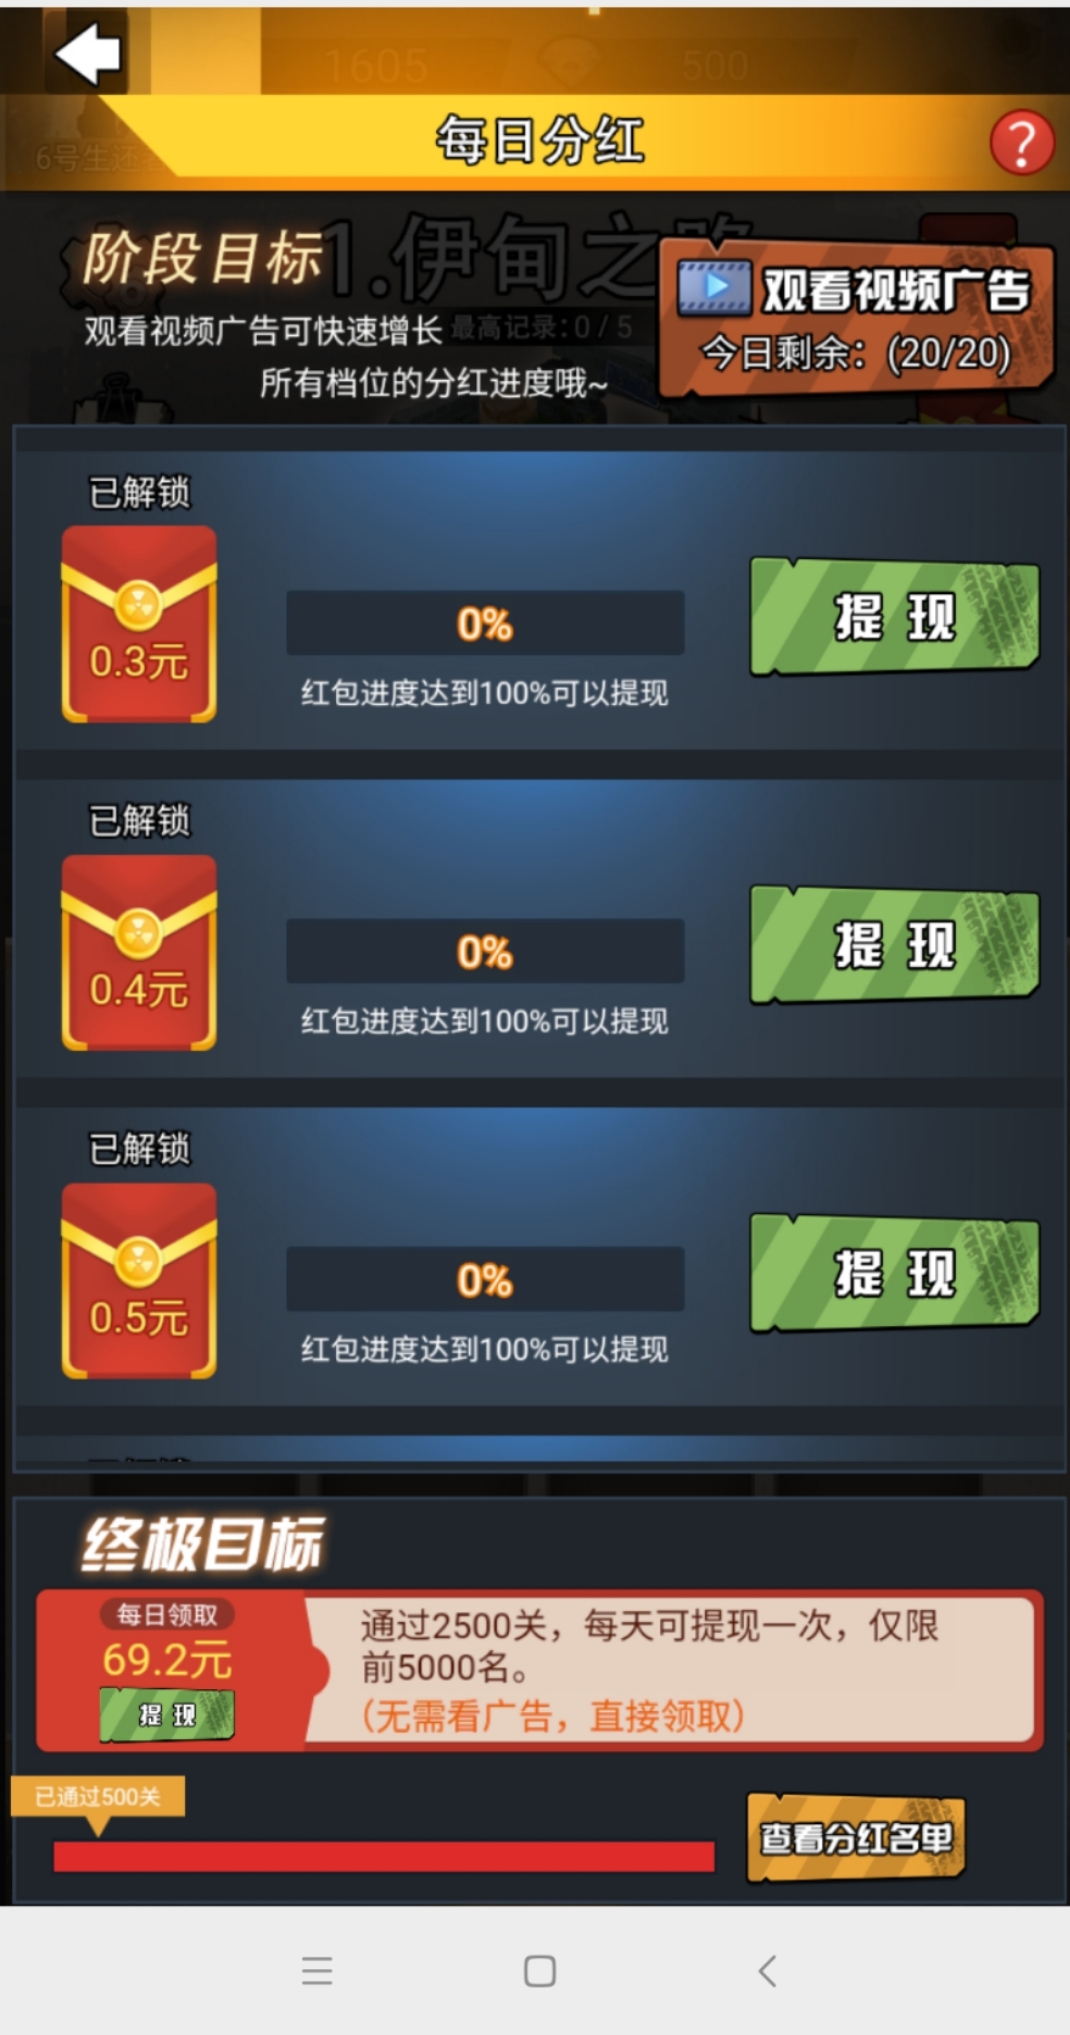 1605
500
每日分红
?
6号生还
阶段目标
1.伊甸之
观看视频广告可快速增长
最高记录:0/5
所有档位的分红进度哦~
观看视频广告
今日剩余：(20/20)
已解锁
0.3元
0%
红包进度达到100%可以提现
提现
已解锁
0.4元
0%
红包进度达到100%可以提现
提现
已解锁
0.5元
0%
红包进度达到100%可以提现
提现
终极目标
每日领取
69.2元
提现
通过2500关，每天可提现一次，仅限
前5000名。
（无需看广告，直接领取）
已通过500关
查看分红名单